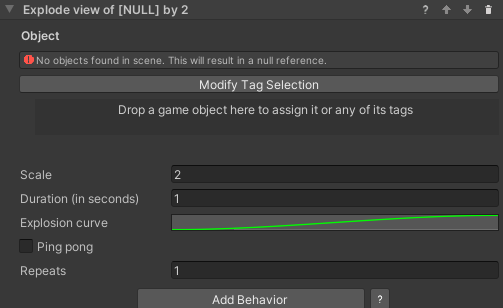 Explode view of [NULL] by 2
?
Object
No objects found in scene. This will result in a null reference.
Modify Tag Selection
Drop a game object here to assign it or any of its tags
Scale 2
Duration (in seconds) 1
Explosion curve
Ping pong
Repeats 1
Add Behavior ?